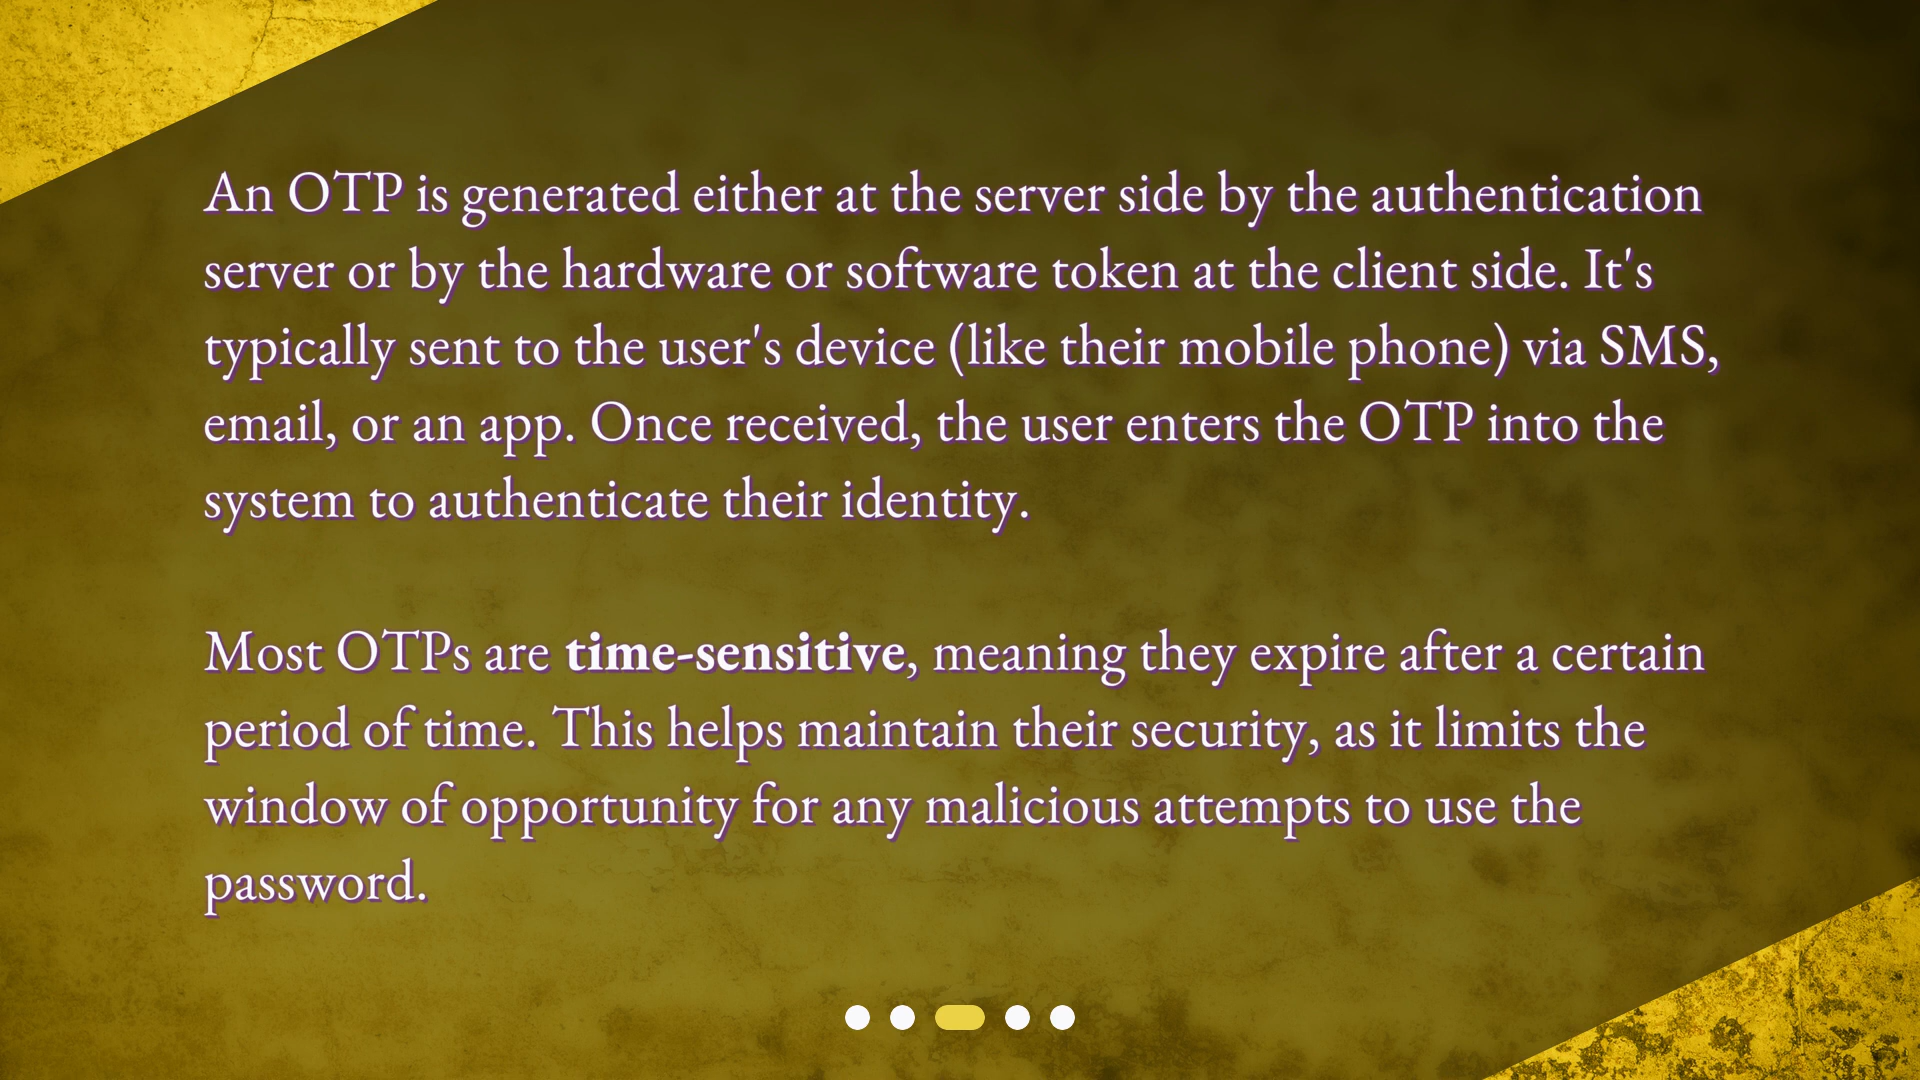 An OTP is generated either at the server side by the authentication
server or by the hardware or software token at the client side. It's
typically sent to the user's device (like their mobile phone) via SMS,
email, or an app. Once received, the user enters the OTP into the
system to authenticate their identity.
Most OTPs are time-sensitive, meaning they expire after a certain
period of time. This helps maintain their security, as it limits the
window of opportunity for any malicious attempts to use the
password.